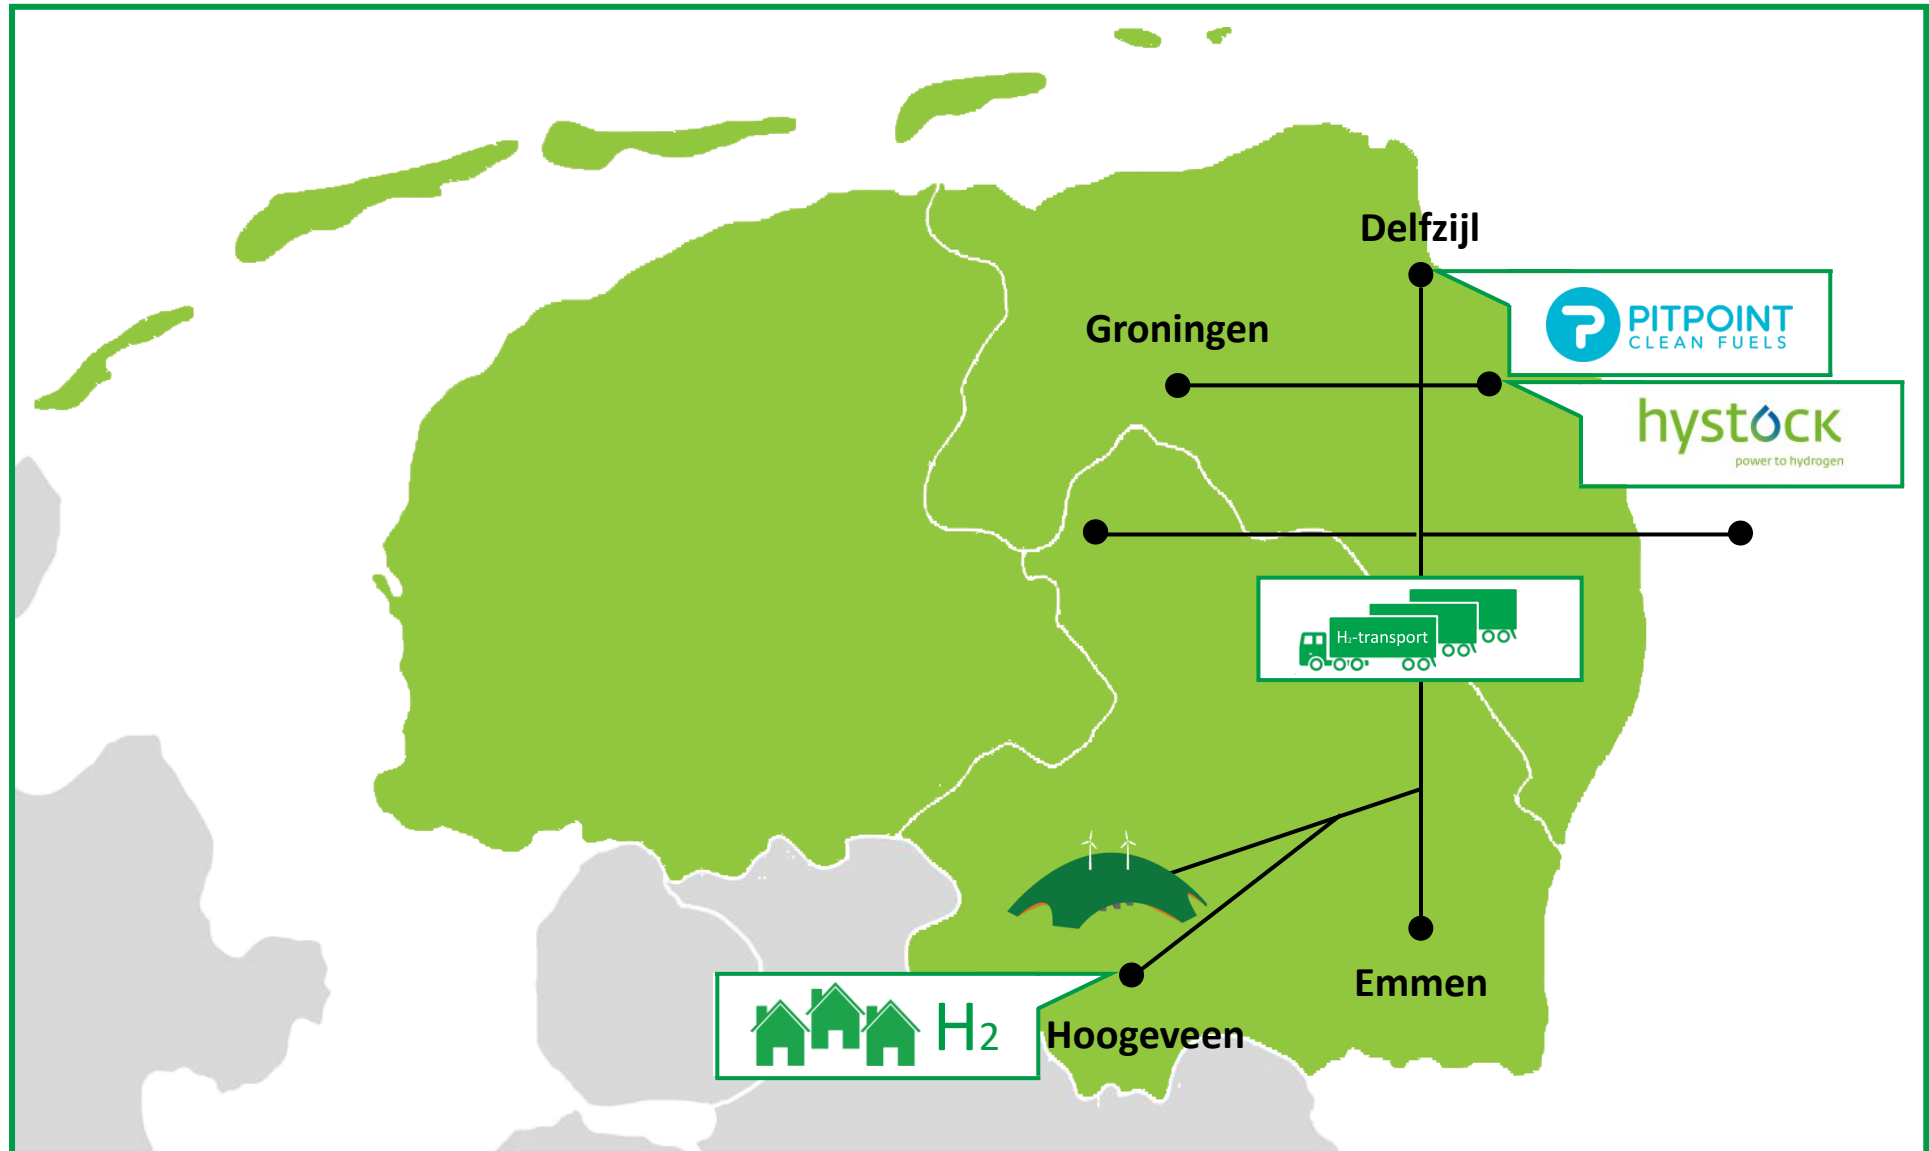 Delfzijl
PITPOINT
CLEAN FUELS
Groningen
hystock
power to hydrogen
H₂-transport
Emmen
H₂
Hoogeveen